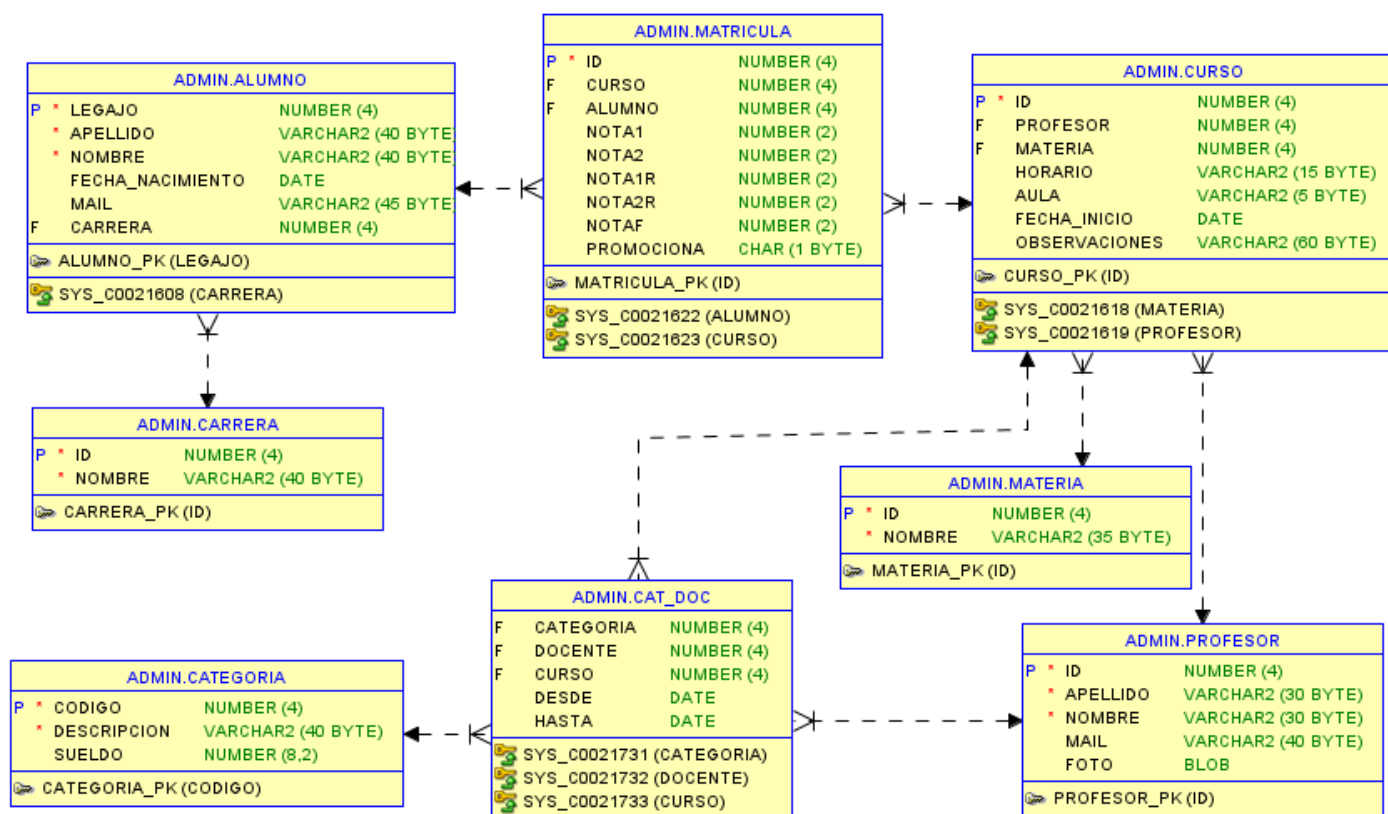 ADMIN.ALUMNO
P * LEGAJO NUMBER (4)
* APELLIDO VARCHAR2 (40 BYTE)
* NOMBRE VARCHAR2 (40 BYTE)
FECHA_NACIMIENTO DATE
MAIL VARCHAR2 (45 BYTE)
F CARRERA NUMBER (4)
ALUMNO_PK (LEGAJO)
SYS_C0021608 (CARRERA)
ADMIN.MATRICULA
P * ID NUMBER (4)
F CURSO NUMBER (4)
F ALUMNO NUMBER (4)
NOTA1 NUMBER (2)
NOTA2 NUMBER (2)
NOTA1R NUMBER (2)
NOTA2R NUMBER (2)
NOTAF NUMBER (2)
PROMOCIONA CHAR (1 BYTE)
MATRICULA_PK (ID)
SYS_C0021622 (ALUMNO)
SYS_C0021623 (CURSO)
ADMIN.CURSO
P * ID NUMBER (4)
F PROFESOR NUMBER (4)
F MATERIA NUMBER (4)
HORARIO VARCHAR2 (15 BYTE)
AULA VARCHAR2 (5 BYTE)
FECHA_INICIO DATE
OBSERVACIONES VARCHAR2 (60 BYTE)
CURSO_PK (ID)
SYS_C0021618 (MATERIA)
SYS_C0021619 (PROFESOR)
ADMIN.CARRERA
P * ID NUMBER (4)
* NOMBRE VARCHAR2 (40 BYTE)
CARRERA_PK (ID)
ADMIN.MATERIA
P * ID NUMBER (4)
* NOMBRE VARCHAR2 (35 BYTE)
MATERIA_PK (ID)
ADMIN.CATEGORIA
P * CODIGO NUMBER (4)
* DESCRIPCION VARCHAR2 (40 BYTE)
SUELDO NUMBER (8,2)
CATEGORIA_PK (CODIGO)
ADMIN.CAT_DOC
F CATEGORIA NUMBER (4)
F DOCENTE NUMBER (4)
F CURSO NUMBER (4)
DESDE DATE
HASTA DATE
SYS_C0021731 (CATEGORIA)
SYS_C0021732 (DOCENTE)
SYS_C0021733 (CURSO)
ADMIN.PROFESOR
P * ID NUMBER (4)
* APELLIDO VARCHAR2 (30 BYTE)
* NOMBRE VARCHAR2 (30 BYTE)
MAIL VARCHAR2 (40 BYTE)
FOTO BLOB
PROFESOR_PK (ID)